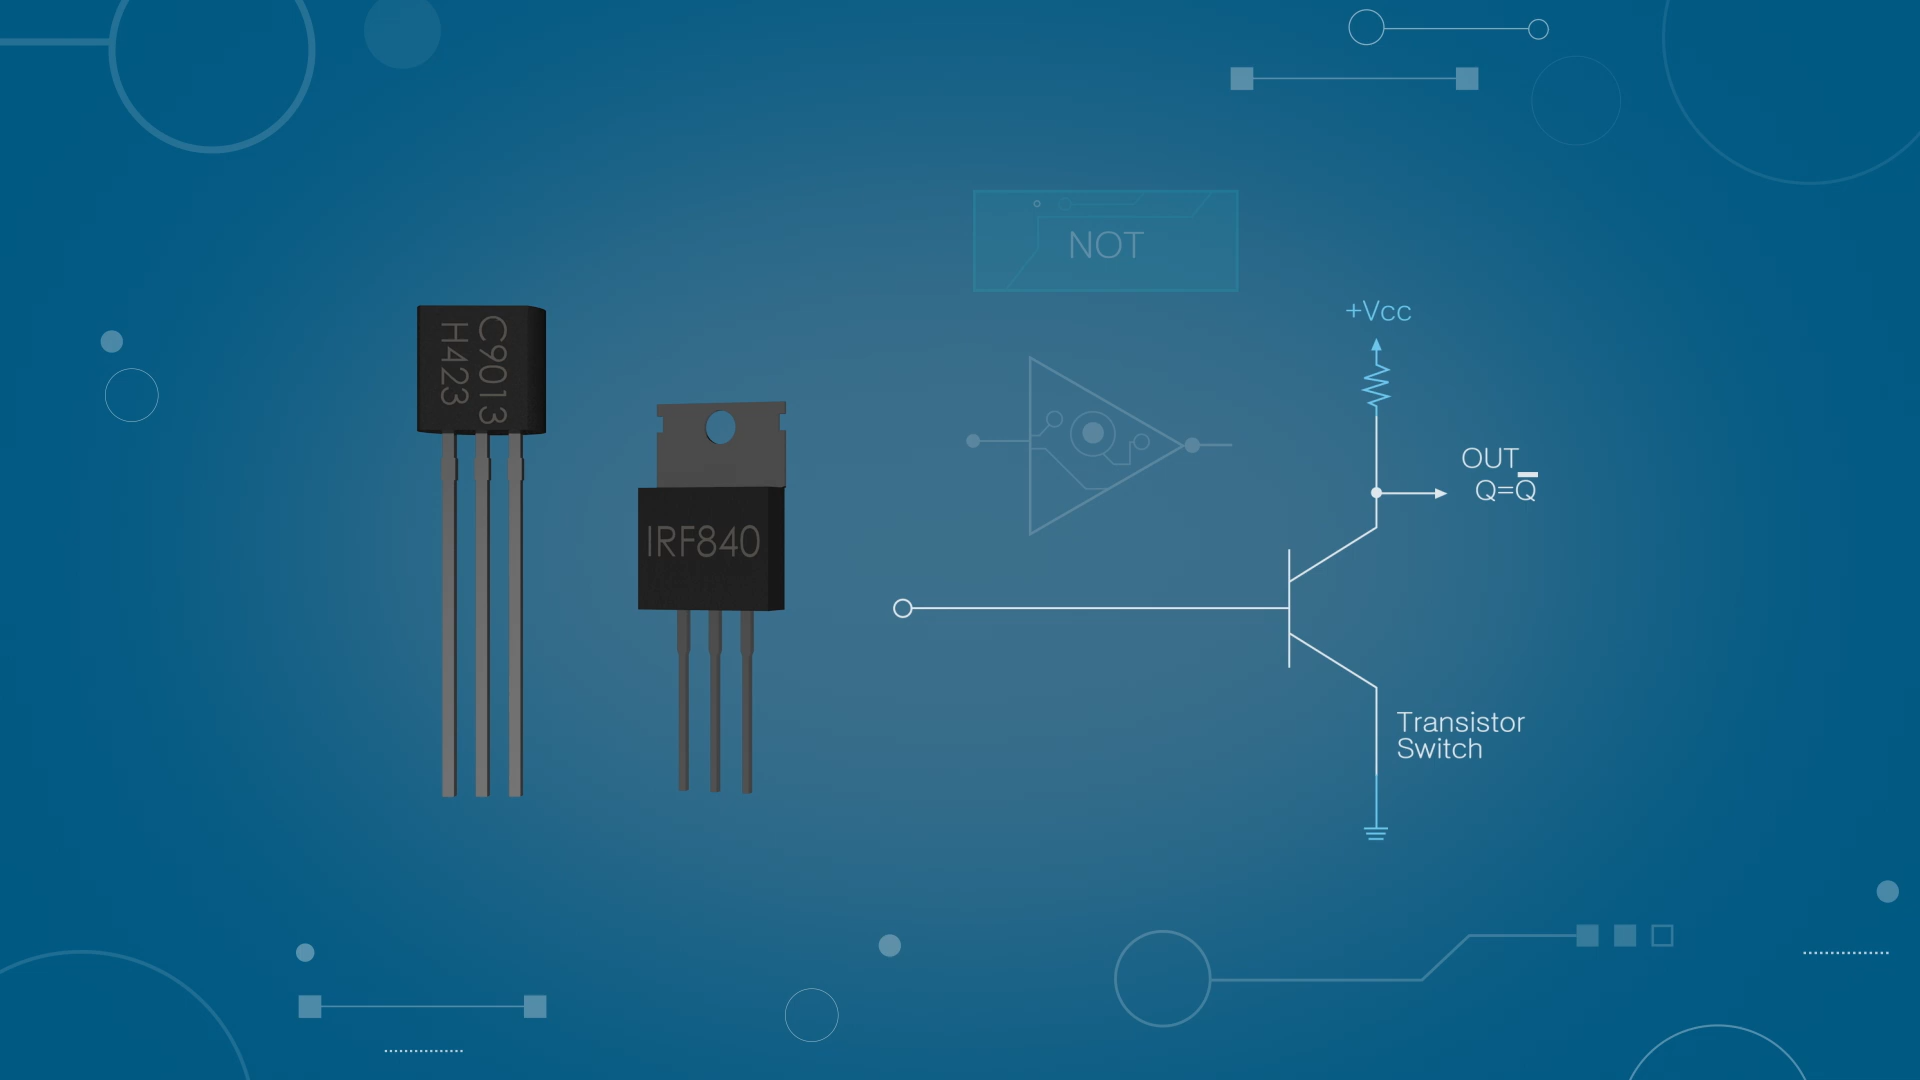 C9013
H423
IRF840
NOT
+Vcc
OUT
Q=Q̅
Transistor
Switch